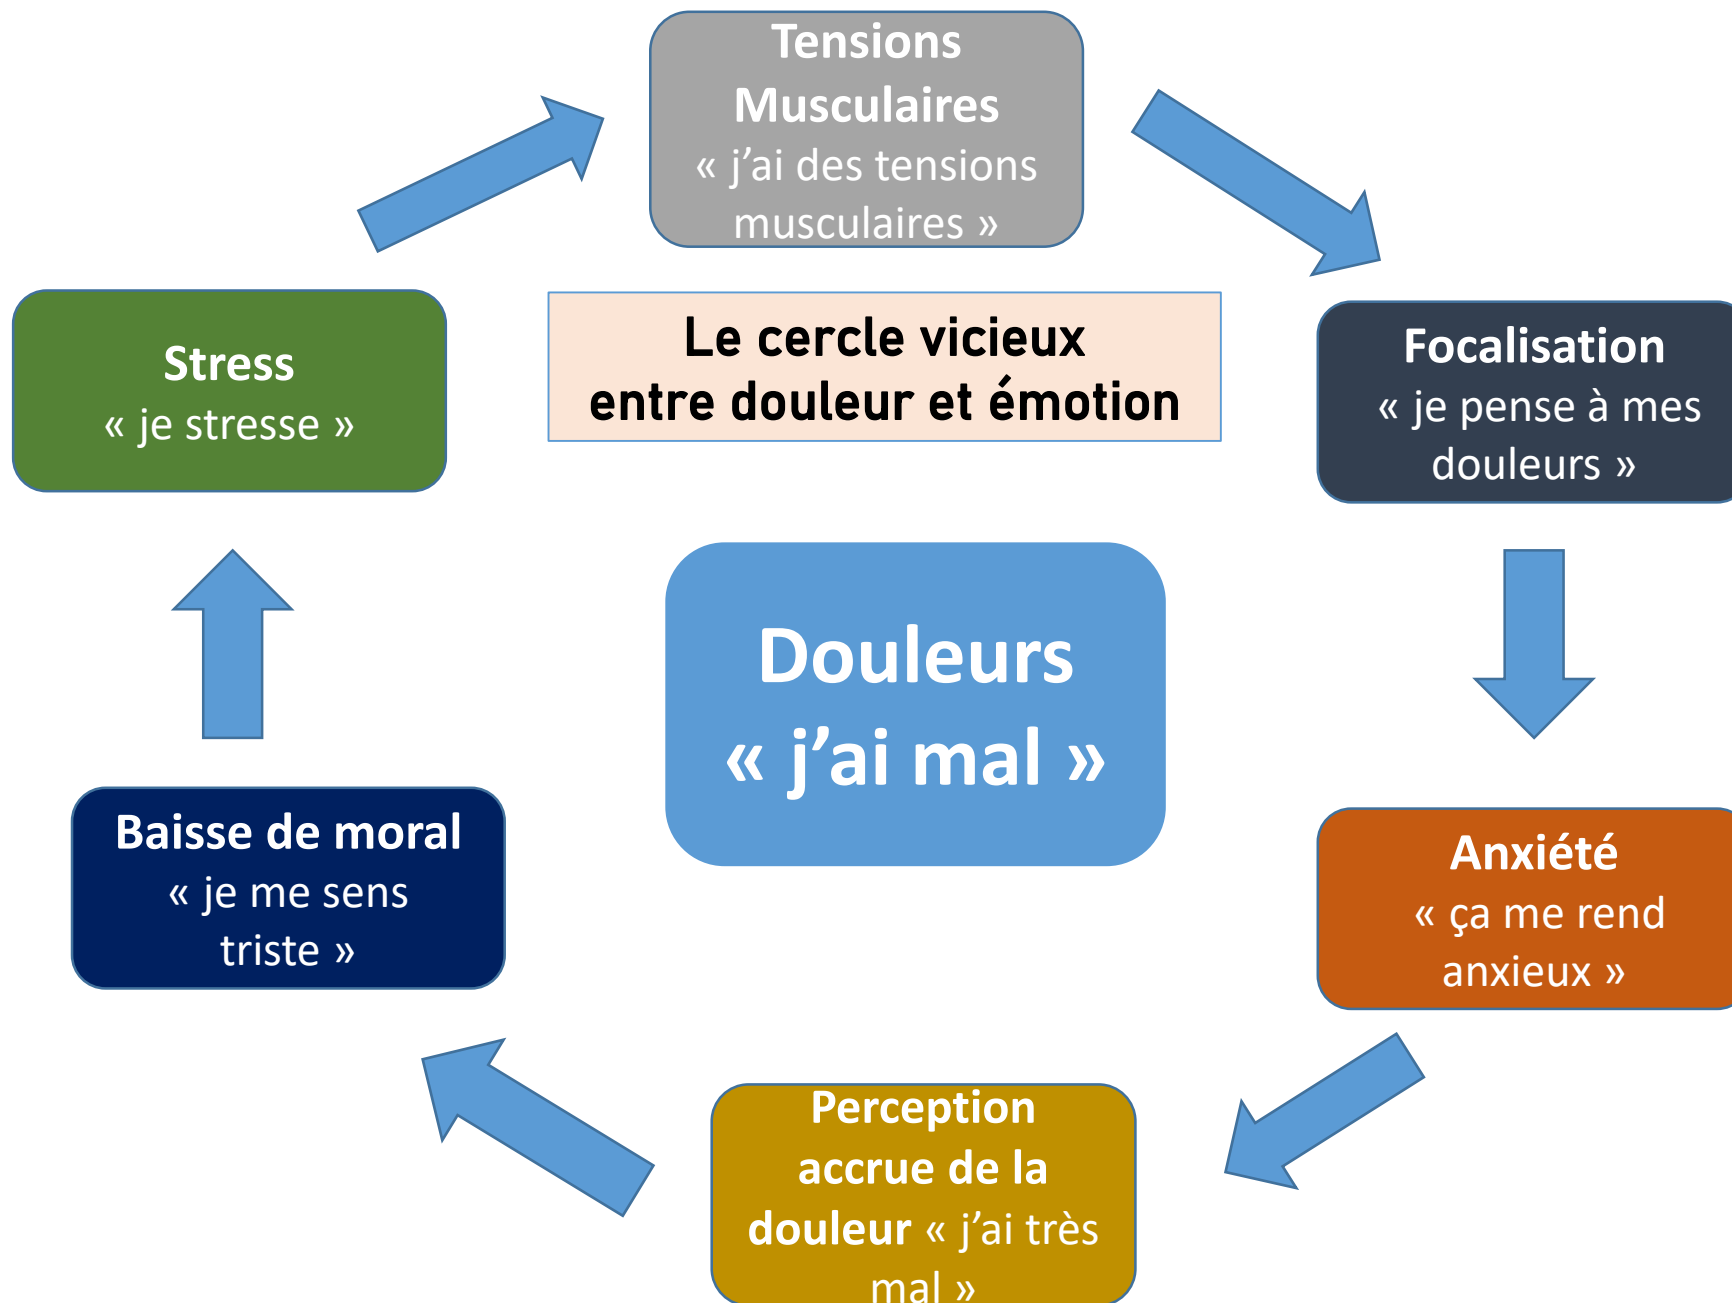 Tensions
Musculaires
« j’ai des tensions
musculaires »
Le cercle vicieux
entre douleur et émotion
Stress
« je stresse »
Focalisation
« je pense à mes
douleurs »
Douleurs
« j’ai mal »
Baisse de moral
« je me sens
triste »
Anxiété
« ça me rend
anxieux »
Perception
accrue de la
douleur « j’ai très
mal »